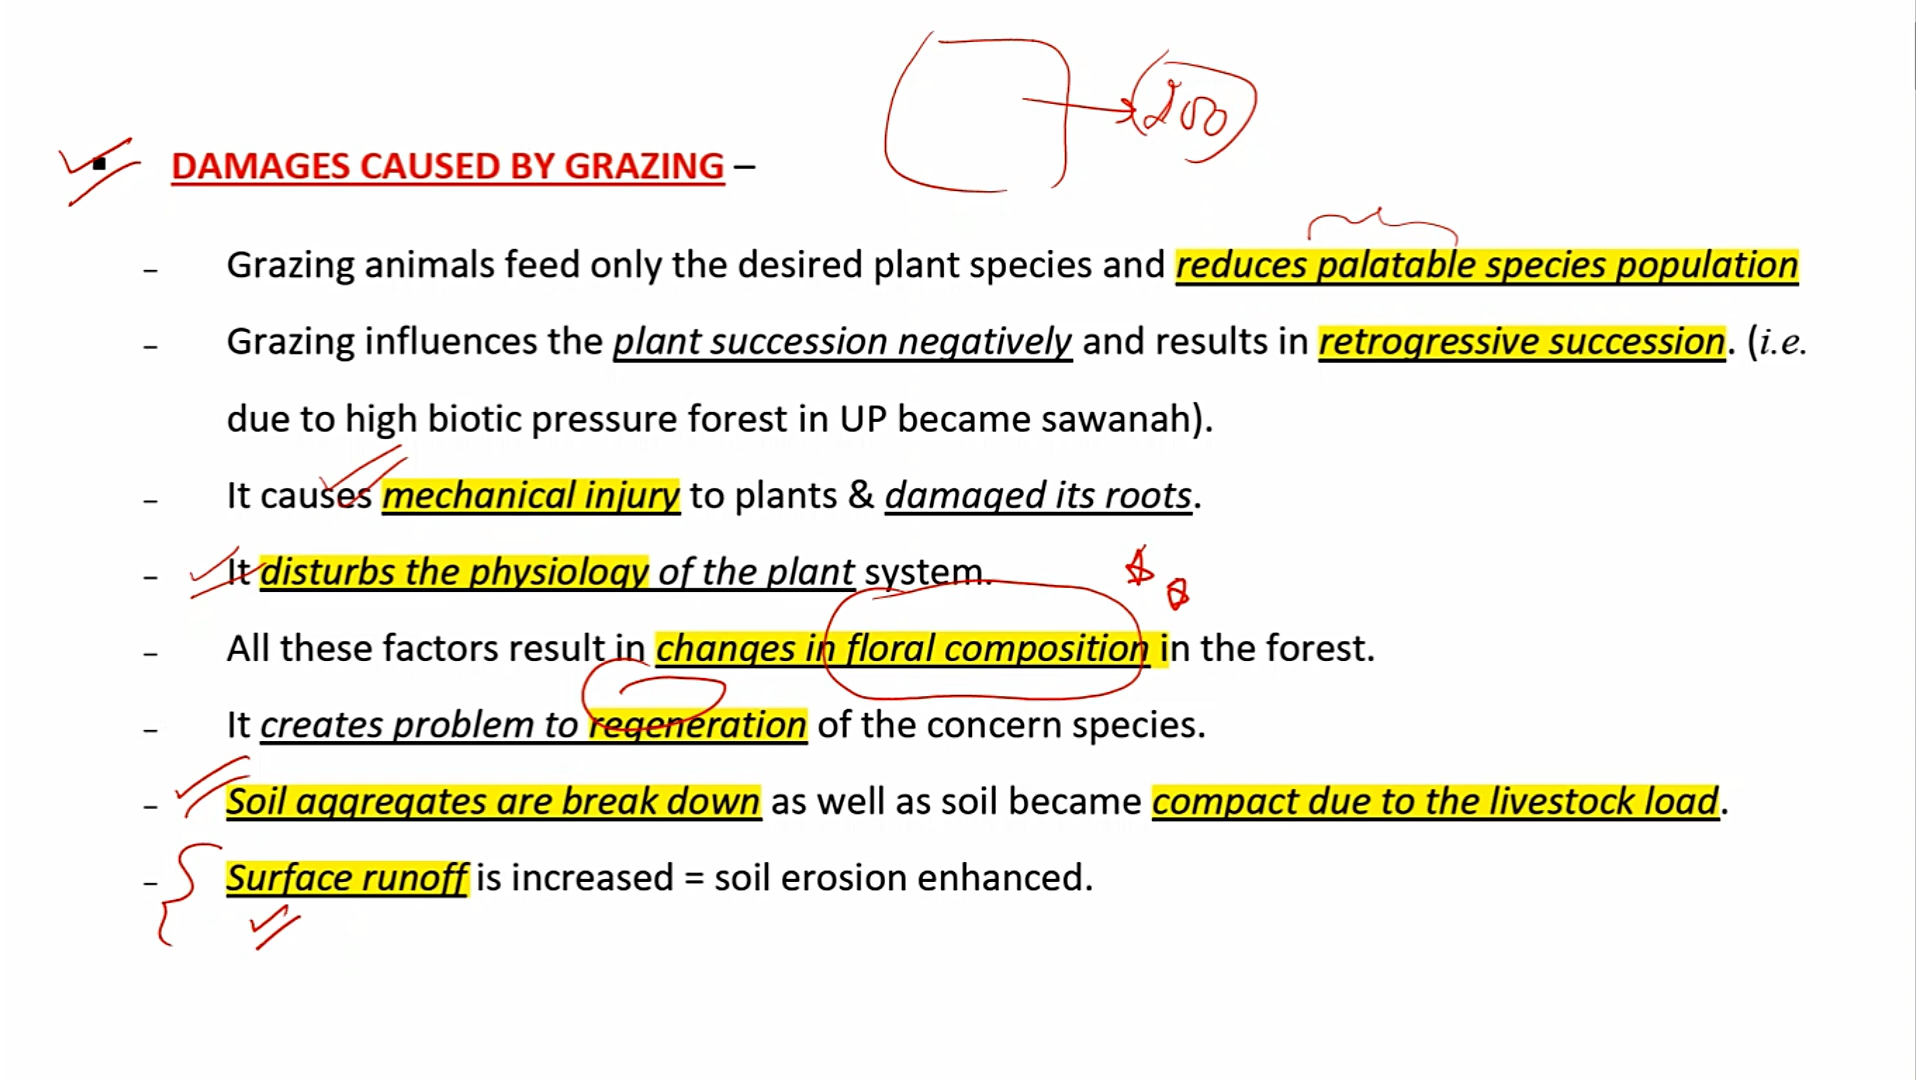 200
▪ DAMAGES CAUSED BY GRAZING –
– Grazing animals feed only the desired plant species and reduces palatable species population
– Grazing influences the plant succession negatively and results in retrogressive succession. (i.e.
due to high biotic pressure forest in UP became sawanah).
– It causes mechanical injury to plants & damaged its roots.
– It disturbs the physiology of the plant system.
– All these factors result in changes in floral composition in the forest.
– It creates problem to regeneration of the concern species.
– Soil aggregates are break down as well as soil became compact due to the livestock load.
– Surface runoff is increased = soil erosion enhanced.